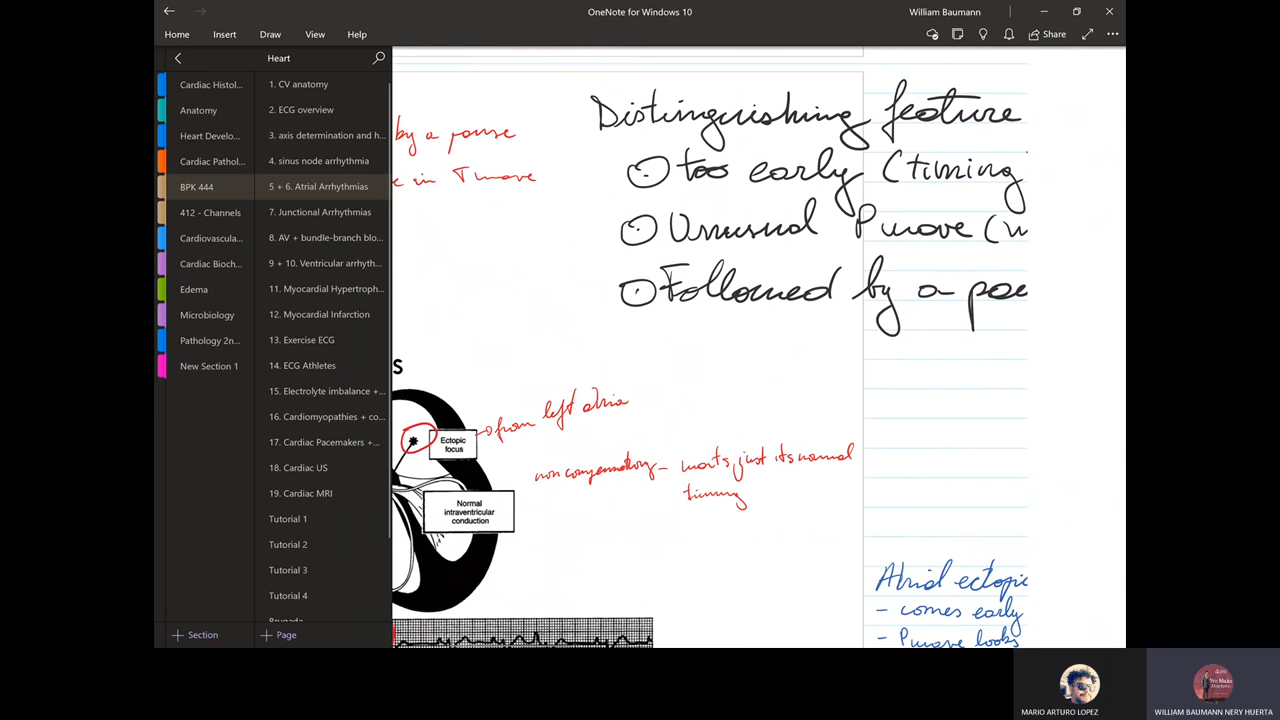 OneNote for Windows 10
William Baumann
Home Insert Draw View Help
Share
Heart
Cardiac Histol...
Anatomy
Heart Develo...
Cardiac Pathol...
BPK 444
412 - Channels
Cardiovascula...
Cardiac Bioch...
Edema
Microbiology
Pathology 2n...
New Section 1
Section
1. CV anatomy
2. ECG overview
3. axis determination and h...
4. sinus node arrhythmia
5 + 6. Atrial Arrhythmias
7. Junctional Arrhythmias
8. AV + bundle-branch blo...
9 + 10. Ventricular arryth...
11. Myocardial Hypertroph...
12. Myocardial Infarction
13. Exercise ECG
14. ECG Athletes
15. Electrolyte imbalance +...
16. Cardiomyopathies + co...
17. Cardiac Pacemakers +...
18. Cardiac US
19. Cardiac MRI
Tutorial 1
Tutorial 2
Tutorial 3
Tutorial 4
Brugada
Page
by a pause
in T wave
Distinguishing feature
too early (timing
Unusual P wave (
Followed by a
s
Ectopic
focus
from left atria
Normal
intraventricular
conduction
noncompensatory - waits, just its normal
timing
Atrial ectopic
- comes early
- P wave looks
MARIO ARTURO LOPEZ
WILLIAM BAUMANN NERY HUERTA